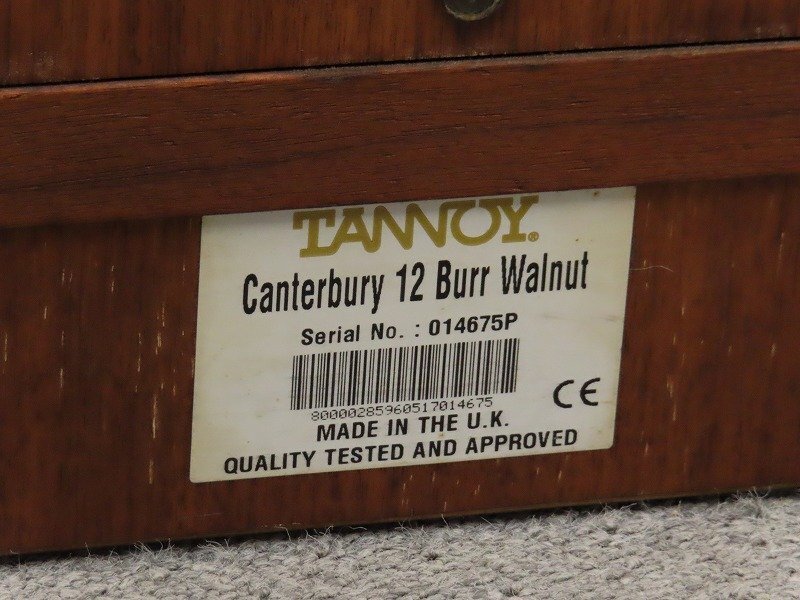 TANNOY®
Canterbury 12 Burr Walnut
Serial No. : 014675P
80000285960517014675
CE
MADE IN THE U.K.
QUALITY TESTED AND APPROVED